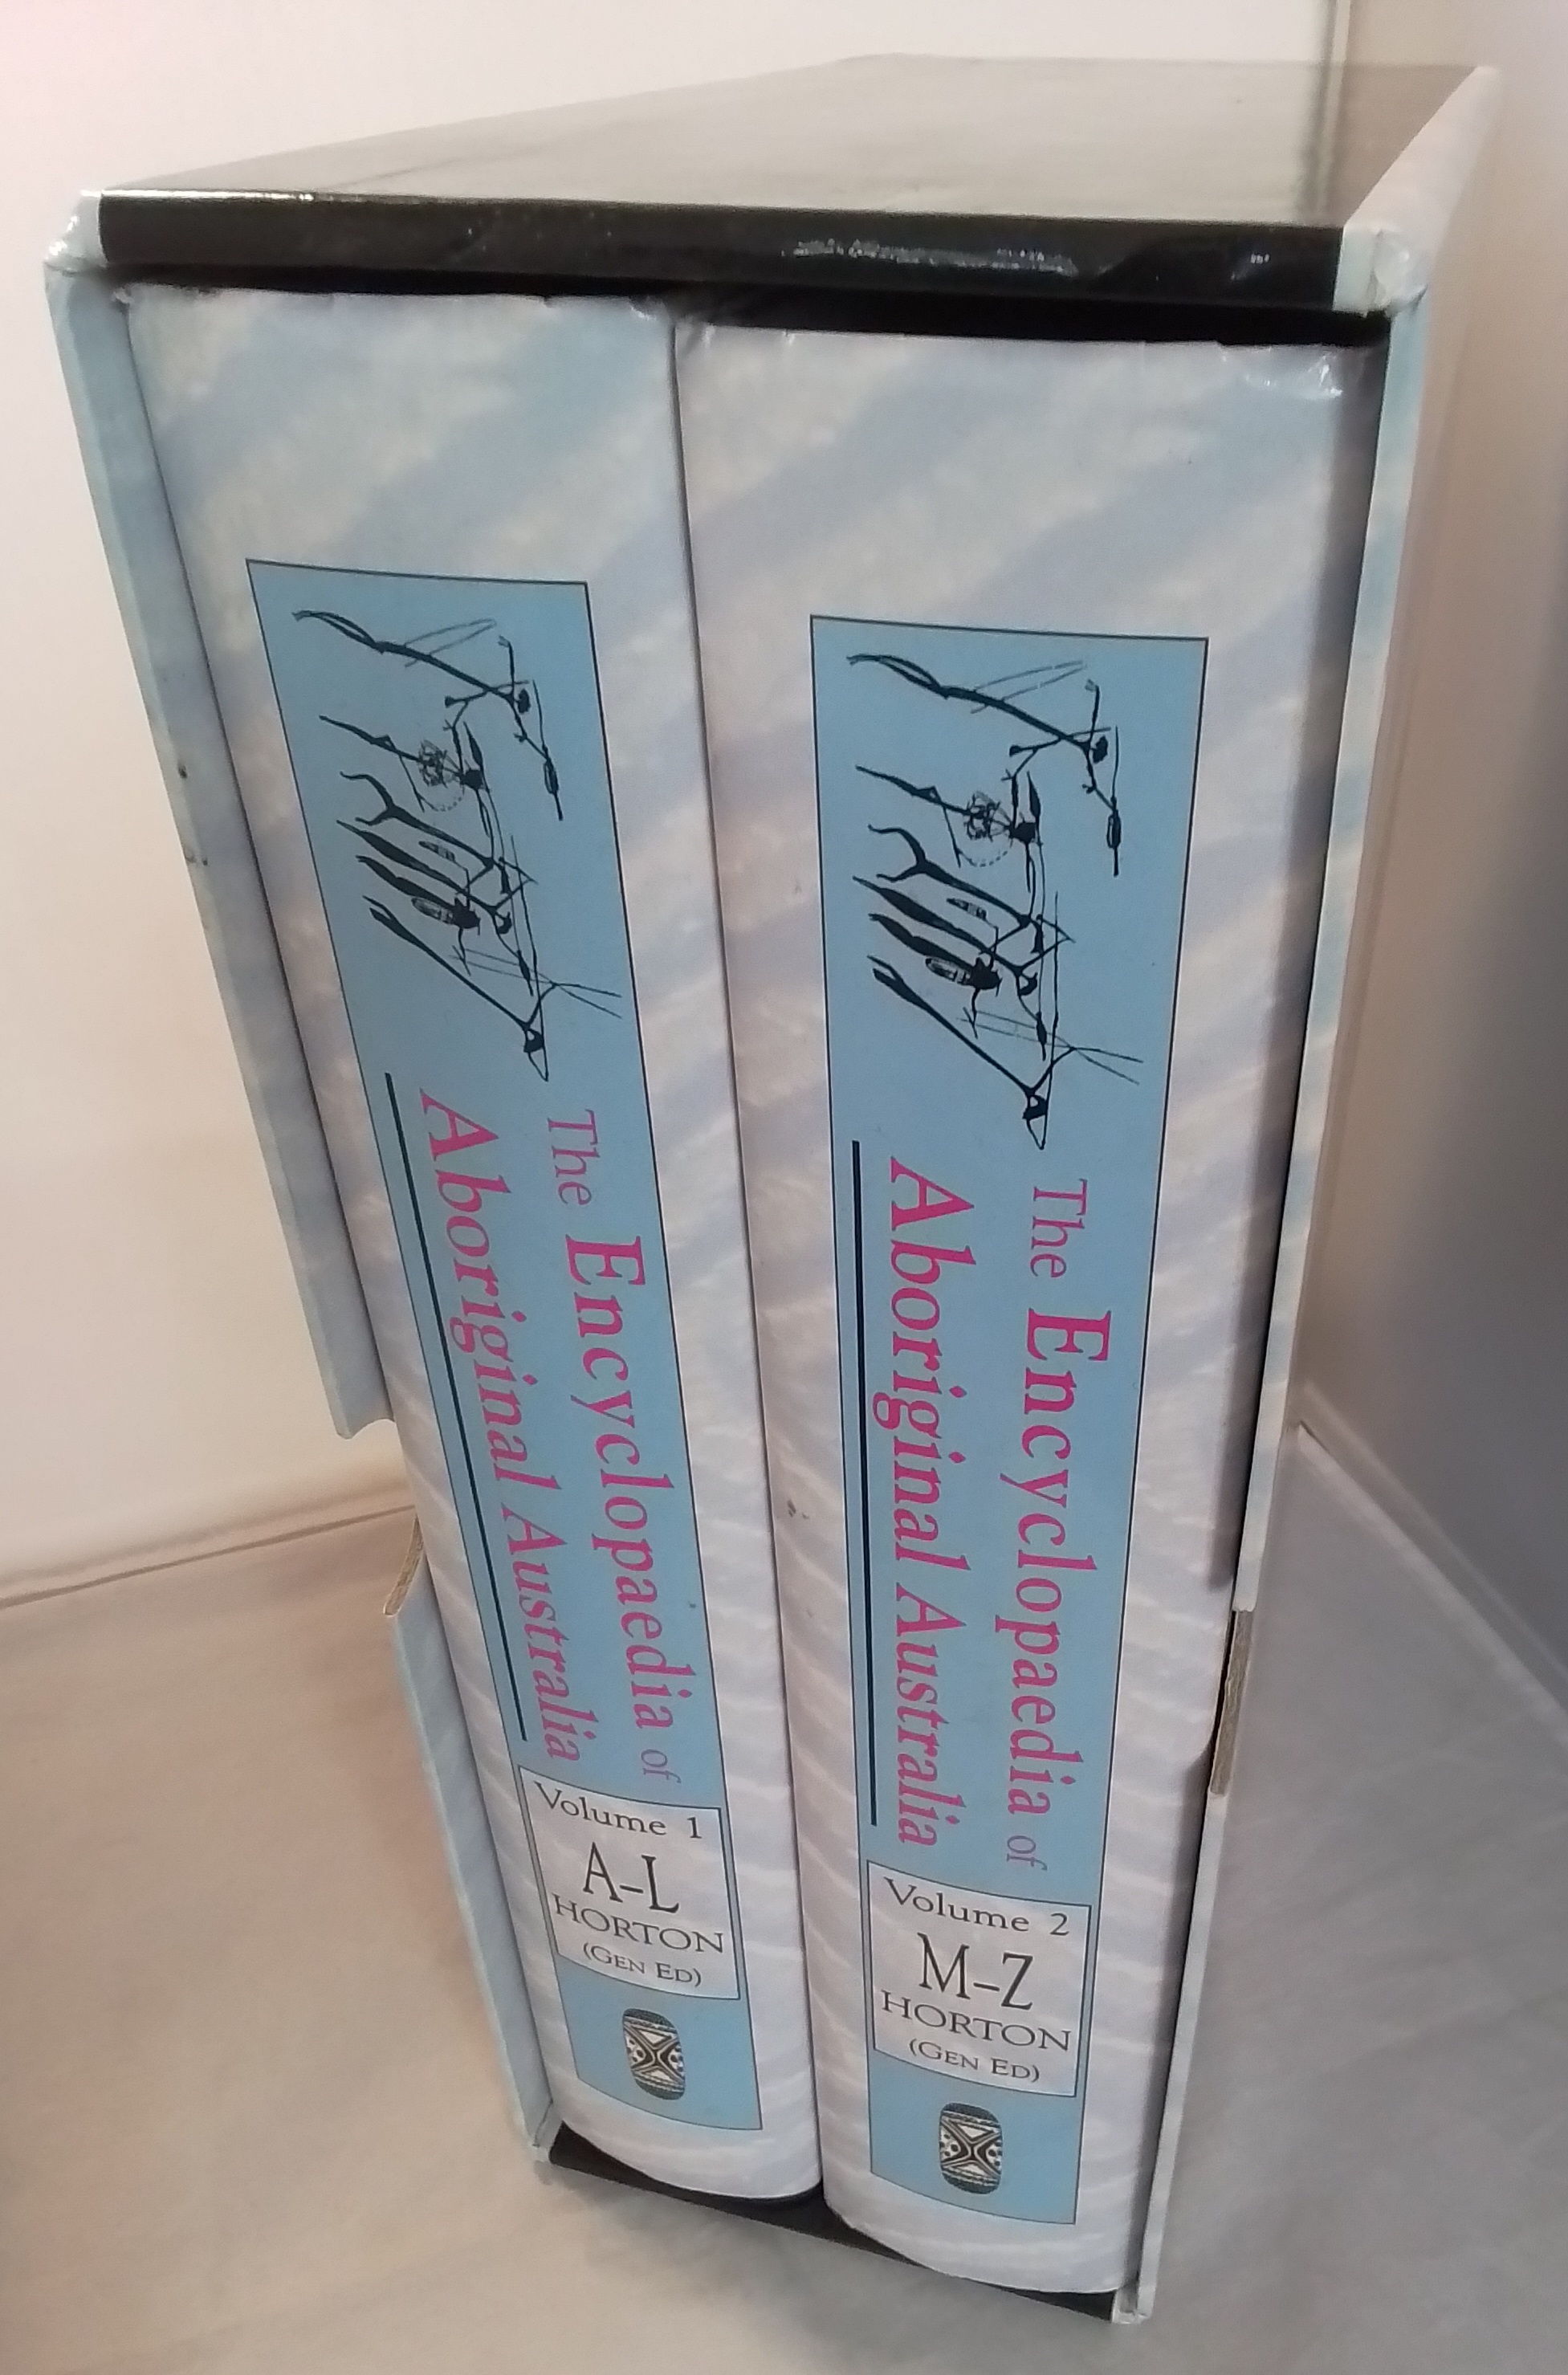 The Encyclopaedia of
Aboriginal Australia
Volume 1
A–L
HORTON
(GEN ED)
The Encyclopaedia of
Aboriginal Australia
Volume 2
M–Z
HORTON
(GEN ED)